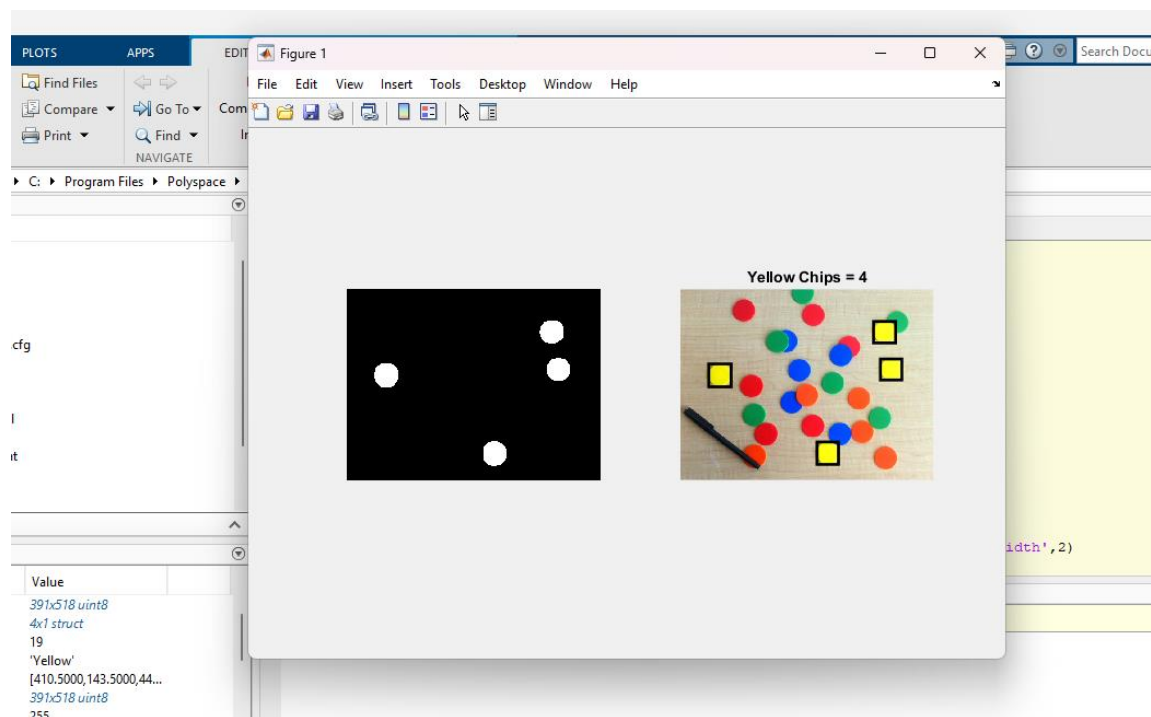 PLOTS APPS EDIT
Figure 1
Search Docu
Find Files
Compare
Go To
Com
Print
Find
NAVIGATE
File Edit View Insert Tools Desktop Window Help
C: Program Files Polyspace
Yellow Chips = 4
.cfg
idth',2)
Value
391x518 uint8
4x1 struct
19
'Yellow'
[410.5000,143.5000,44...
391x518 uint8
255